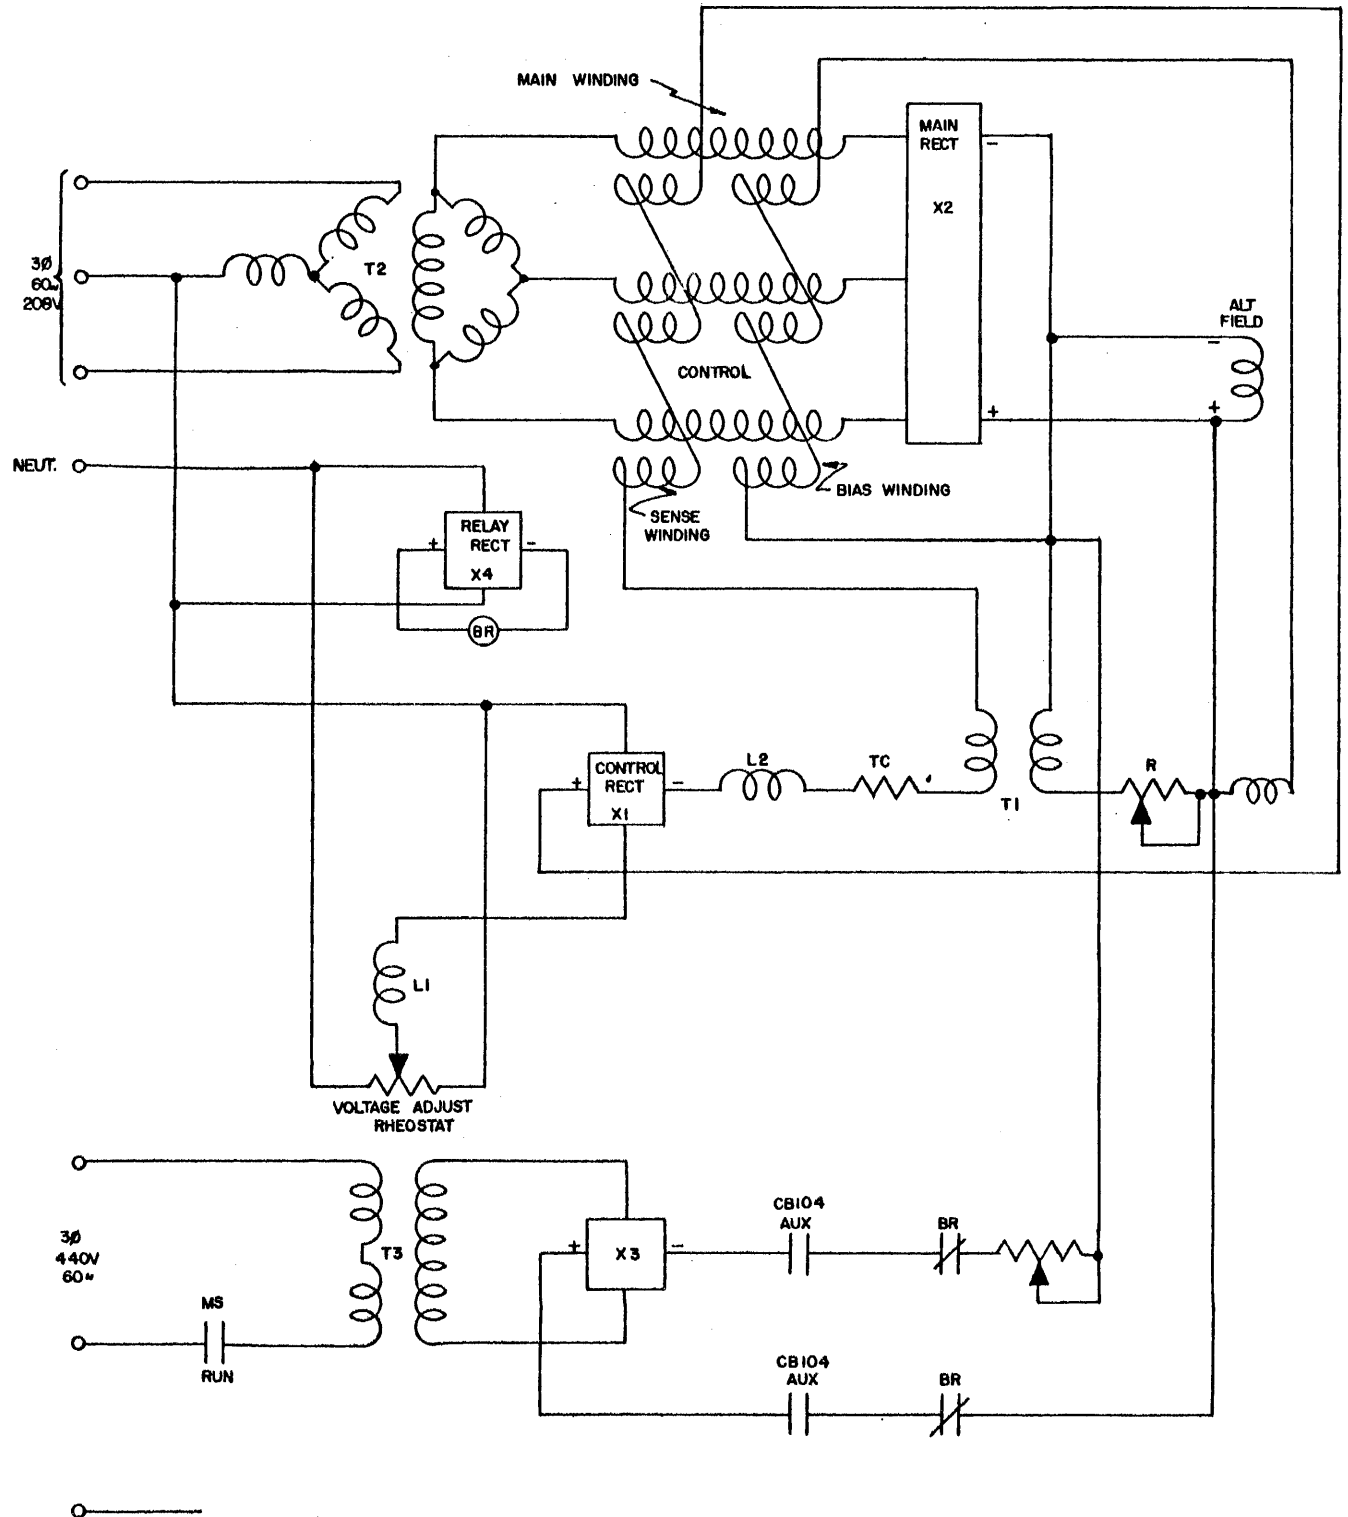 MAIN WINDING
MAIN
RECT
-
X2
3Ø
60~
208V
T2
ALT
FIELD
-
CONTROL
+
+
NEUT.
BIAS WINDING
SENSE
WINDING
RELAY
RECT
+
-
X4
BR
L2
TC
R
CONTROL
RECT
+
-
X1
T1
L1
VOLTAGE ADJUST
RHEOSTAT
CB104
AUX
BR
3Ø
440V
60~
T3
+
X3
-
MS
RUN
CB104
AUX
BR